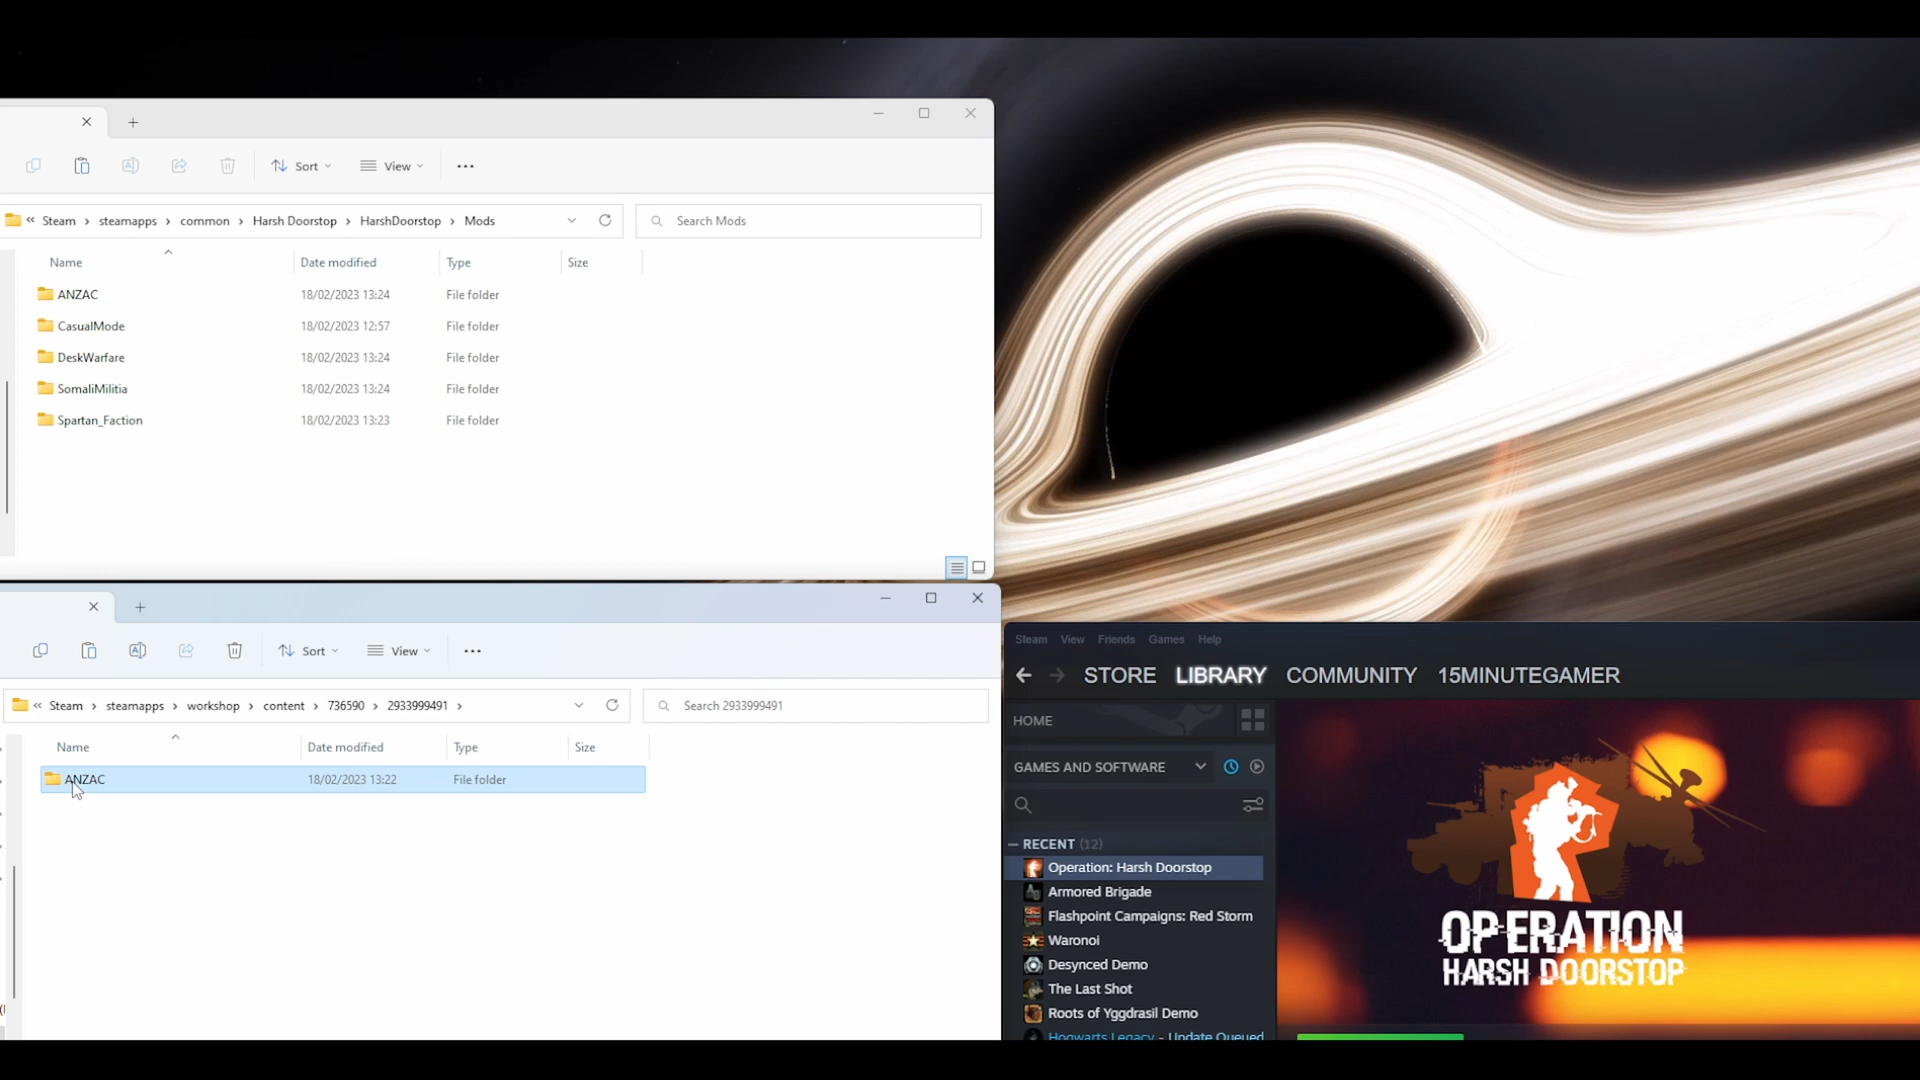 Sort View
Steam steamapps common Harsh Doorstop HarshDoorstop Mods Search Mods
Name Date modified Type Size
ANZAC 18/02/2023 13:24 File folder
CasualMode 18/02/2023 12:57 File folder
DeskWarfare 18/02/2023 13:24 File folder
SomaliMilitia 18/02/2023 13:24 File folder
Spartan_Faction 18/02/2023 13:23 File folder
Sort View
Steam steamapps workshop content 736590 2933999491 Search 2933999491
Name Date modified Type Size
ANZAC 18/02/2023 13:22 File folder
Steam View Friends Games Help
STORE LIBRARY COMMUNITY 15MINUTEGAMER
HOME
GAMES AND SOFTWARE
RECENT (12)
Operation: Harsh Doorstop
Armored Brigade
Flashpoint Campaigns: Red Storm
Waronoi
Desynced Demo
The Last Shot
Roots of Yggdrasil Demo
Hogwarts Legacy - Update Queued
OPERATION
HARSH DOORSTOP